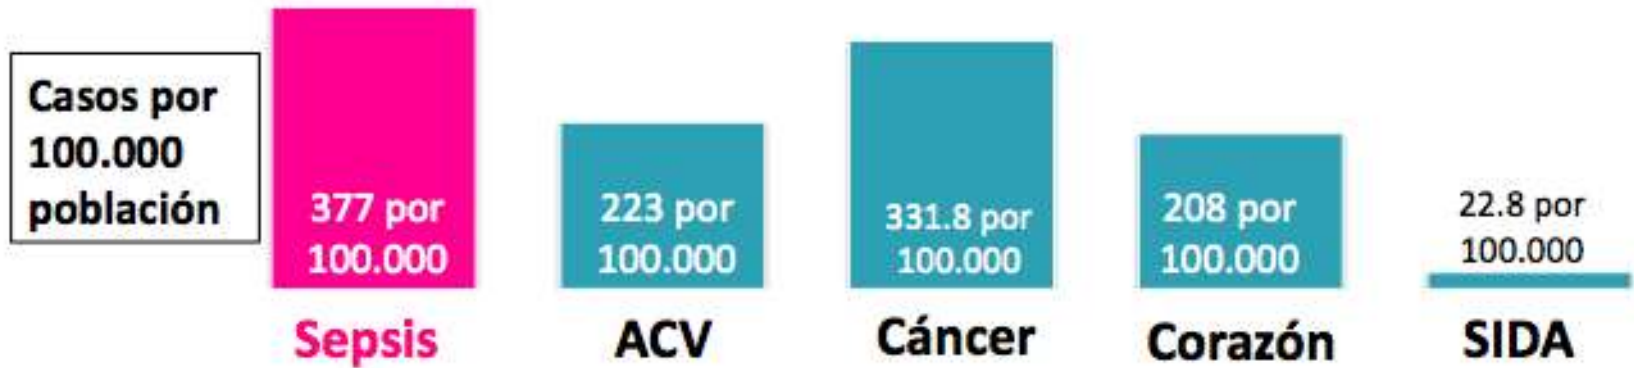 Casos por
100.000
población
377 por
100.000
Sepsis
223 por
100.000
ACV
331.8 por
100.000
Cáncer
208 por
100.000
Corazón
22.8 por
100.000
SIDA